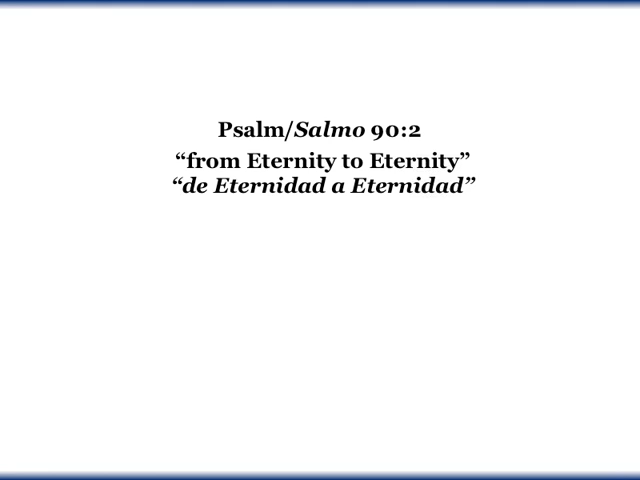 Psalm/Salmo 90:2
“from Eternity to Eternity”
“de Eternidad a Eternidad”